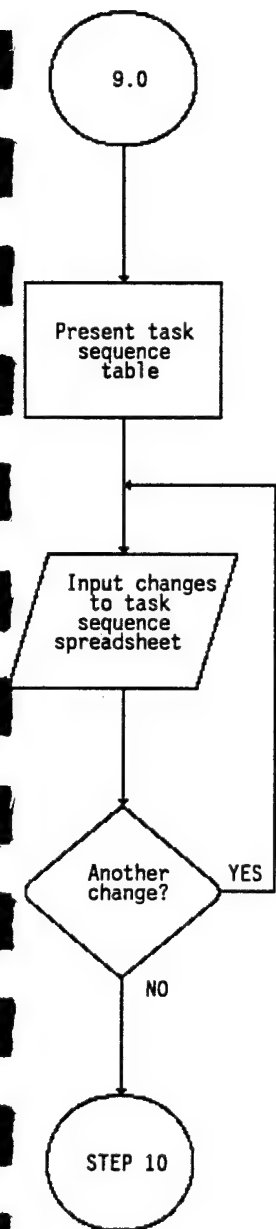 9.0
Present task
sequence
table
Input changes
to task
sequence
spreadsheet
Another
change?
YES
NO
STEP 10